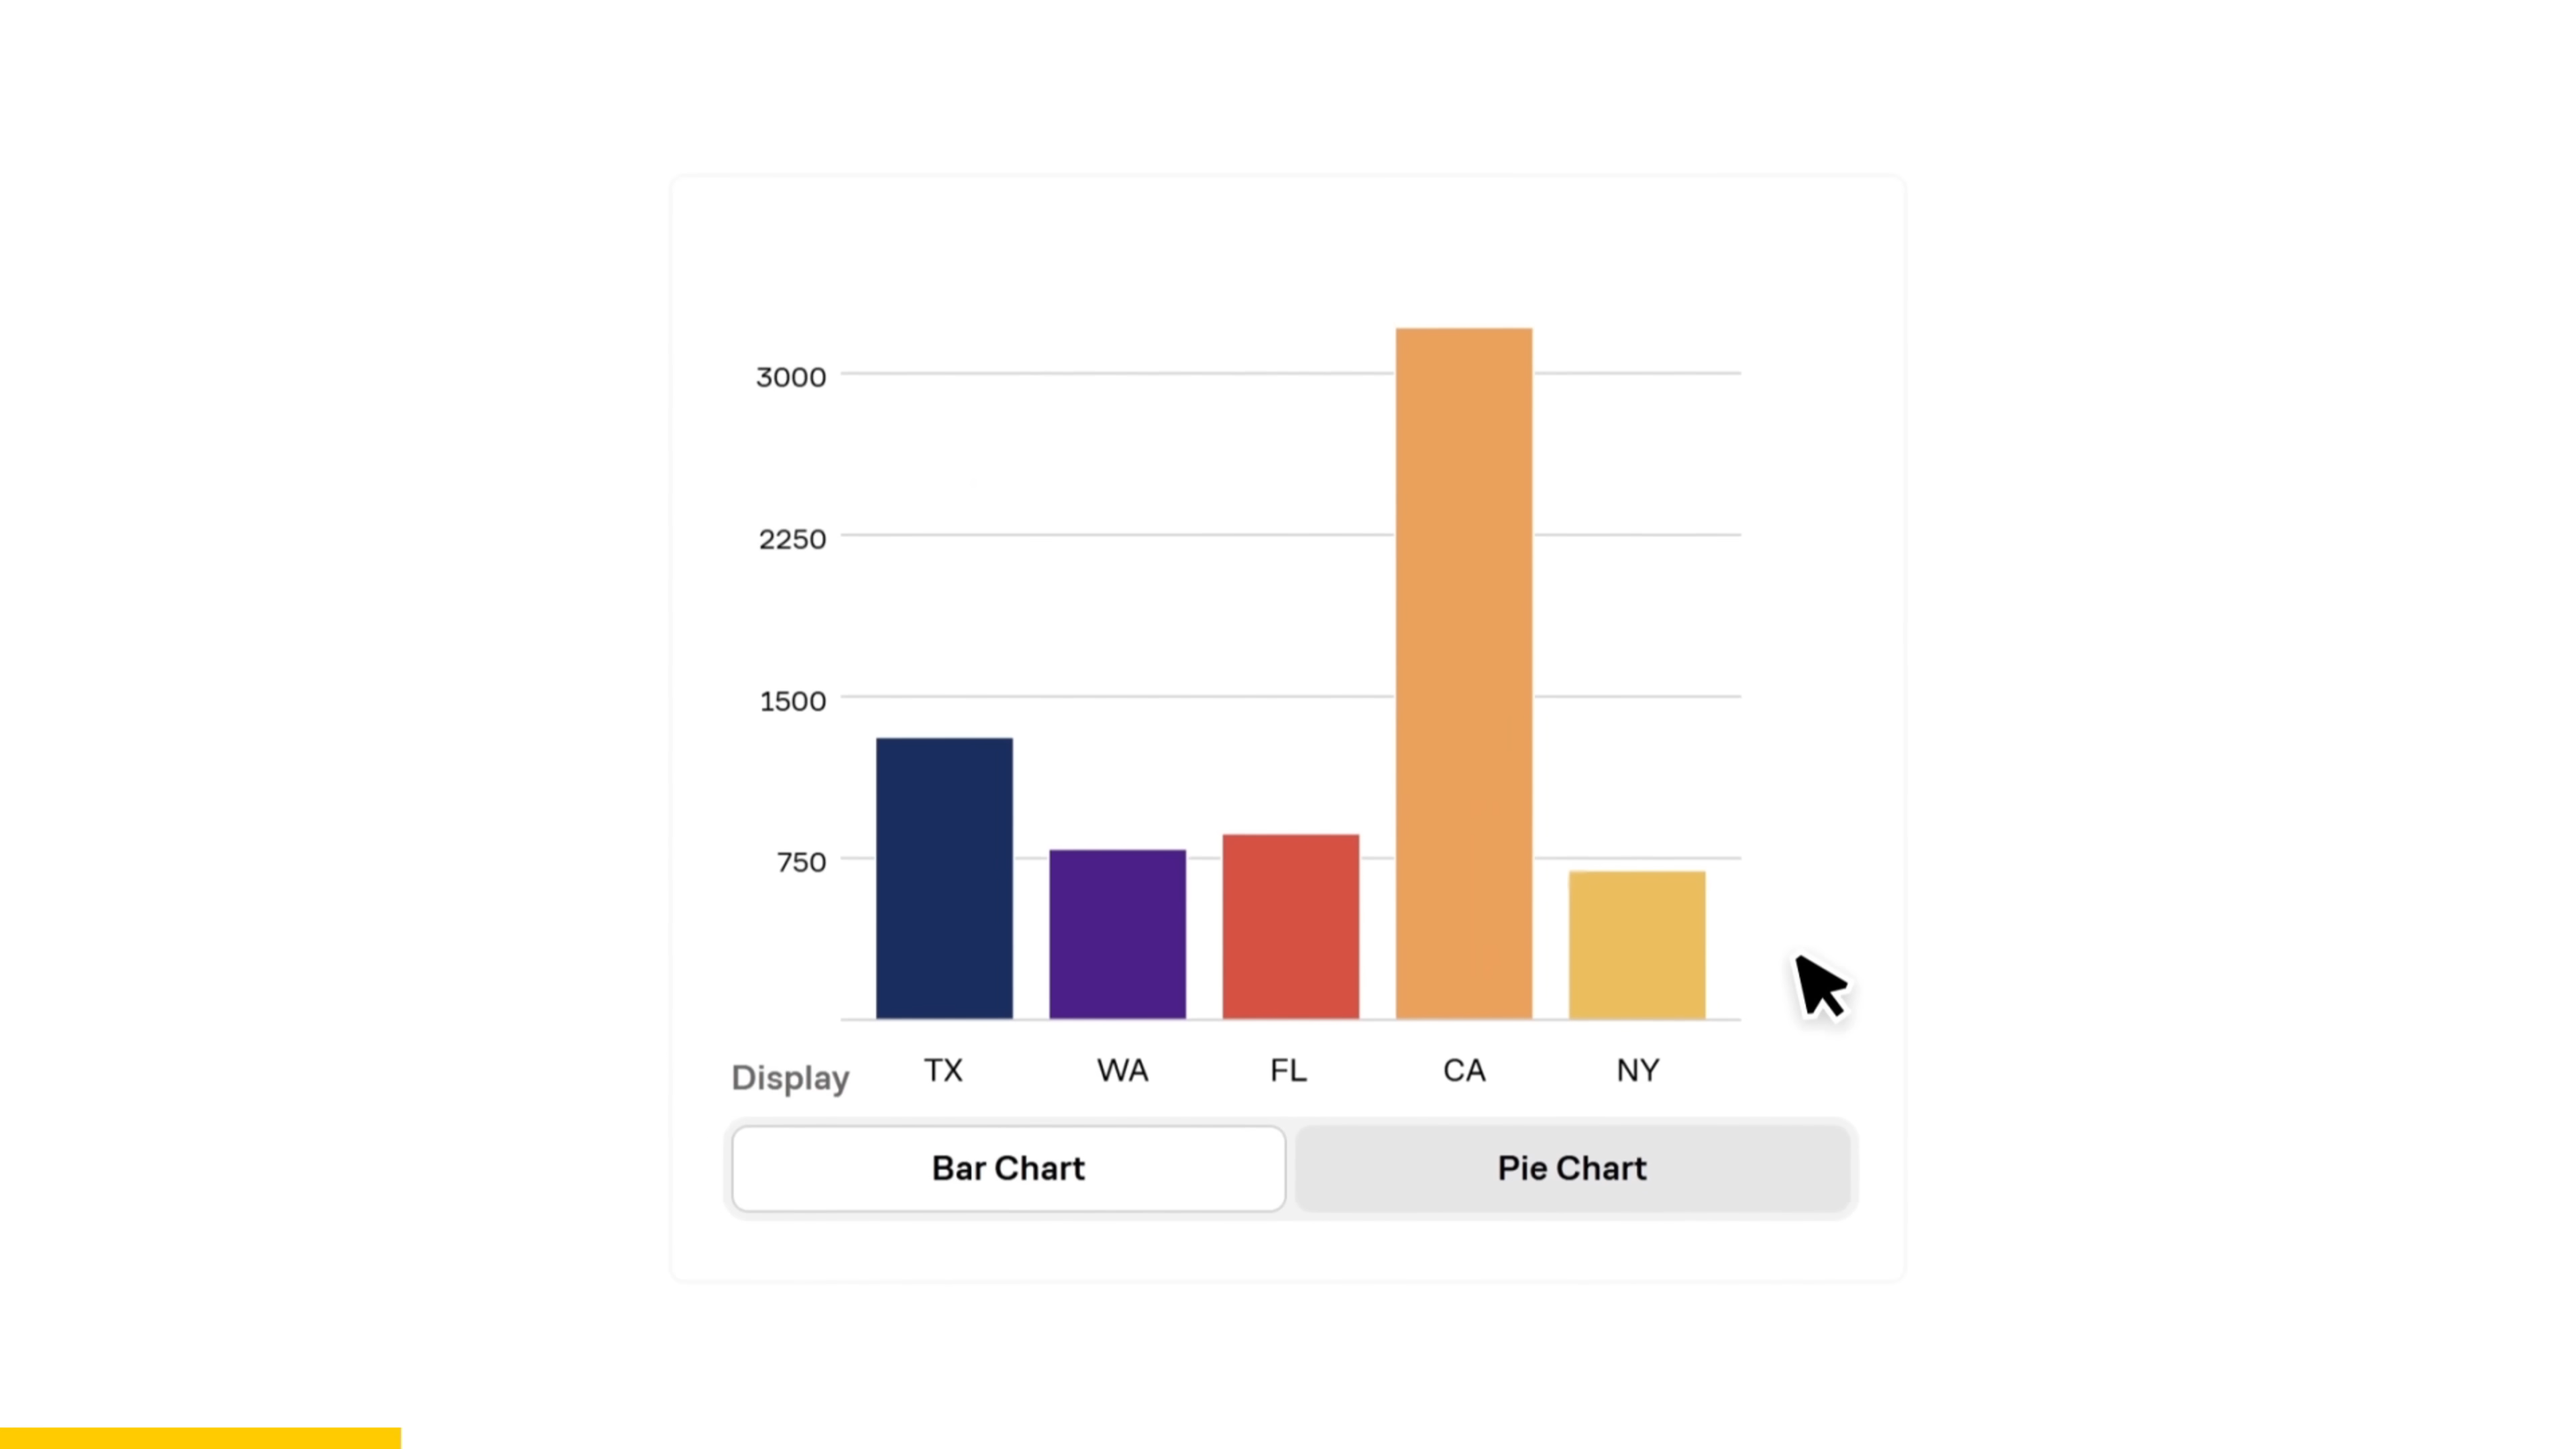 3000
2250
1500
750
TX WA FL CA NY
Display
Bar Chart Pie Chart